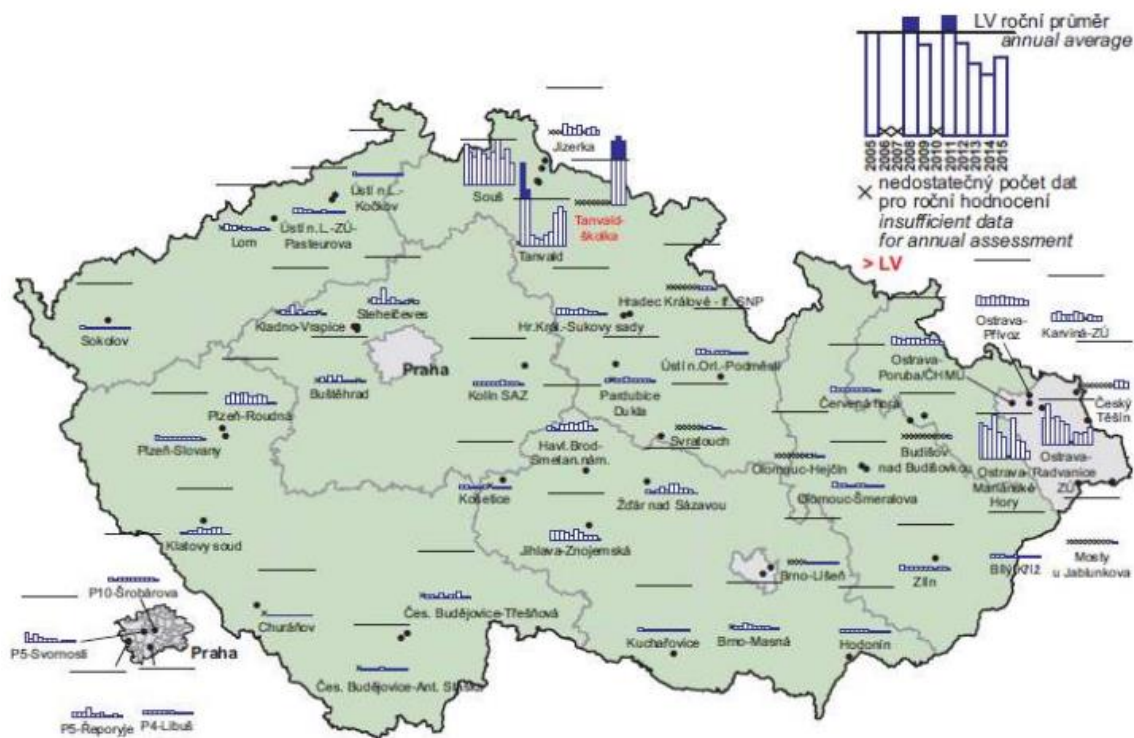 LV roční průměr
annual average
2005
2006
2007
2008
2009
2010
2011
2012
2013
2014
2015
× nedostatečný počet dat
pro roční hodnocení
insufficient data
for annual assessment
> LV
Jizerka
Ústí n.L.-
Kočkov
Souš
Tanvald-
školka
Lom
Ústí n.L.-ZÚ-
Pasteurova
Tanvald
Stehelčeves
Hradec Králové - tř. SNP
Ostrava-
Přívoz
Karviná-ZÚ
Sokolov
Kladno-Vrapice
Hr.Král.-Sukovy sady
Praha
Ústí n.Orl.-Podměstí
Ostrava-
Poruba/ČHMÚ
Buštěhrad
Kolín SAZ
Pardubice
Dukla
Červená hora
Český
Těšín
Plzeň-Roudná
Plzeň-Slovany
Havl.Brod-
Smetan.nám.
Svratouch
Budišov
nad Budišovkou
Ostrava-
Mariánské
Hory
Ostrava-
Radvanice
ZÚ
Olomouc-Hejčín
Košetice
Žďár nad Sázavou
Olomouc-Šmeralova
Klatovy soud
Jihlava-Znojemská
Brno-Líšeň
Zlín
Bílý Kříž
Mosty
u Jablunkova
P10-Šrobárova
Churáňov
Čes. Budějovice-Třešňová
P5-Svornosti
Praha
Kuchařovice
Brno-Masná
Hodonín
Čes. Budějovice-Ant. Staška
P5-Řeporyje
P4-Libuš